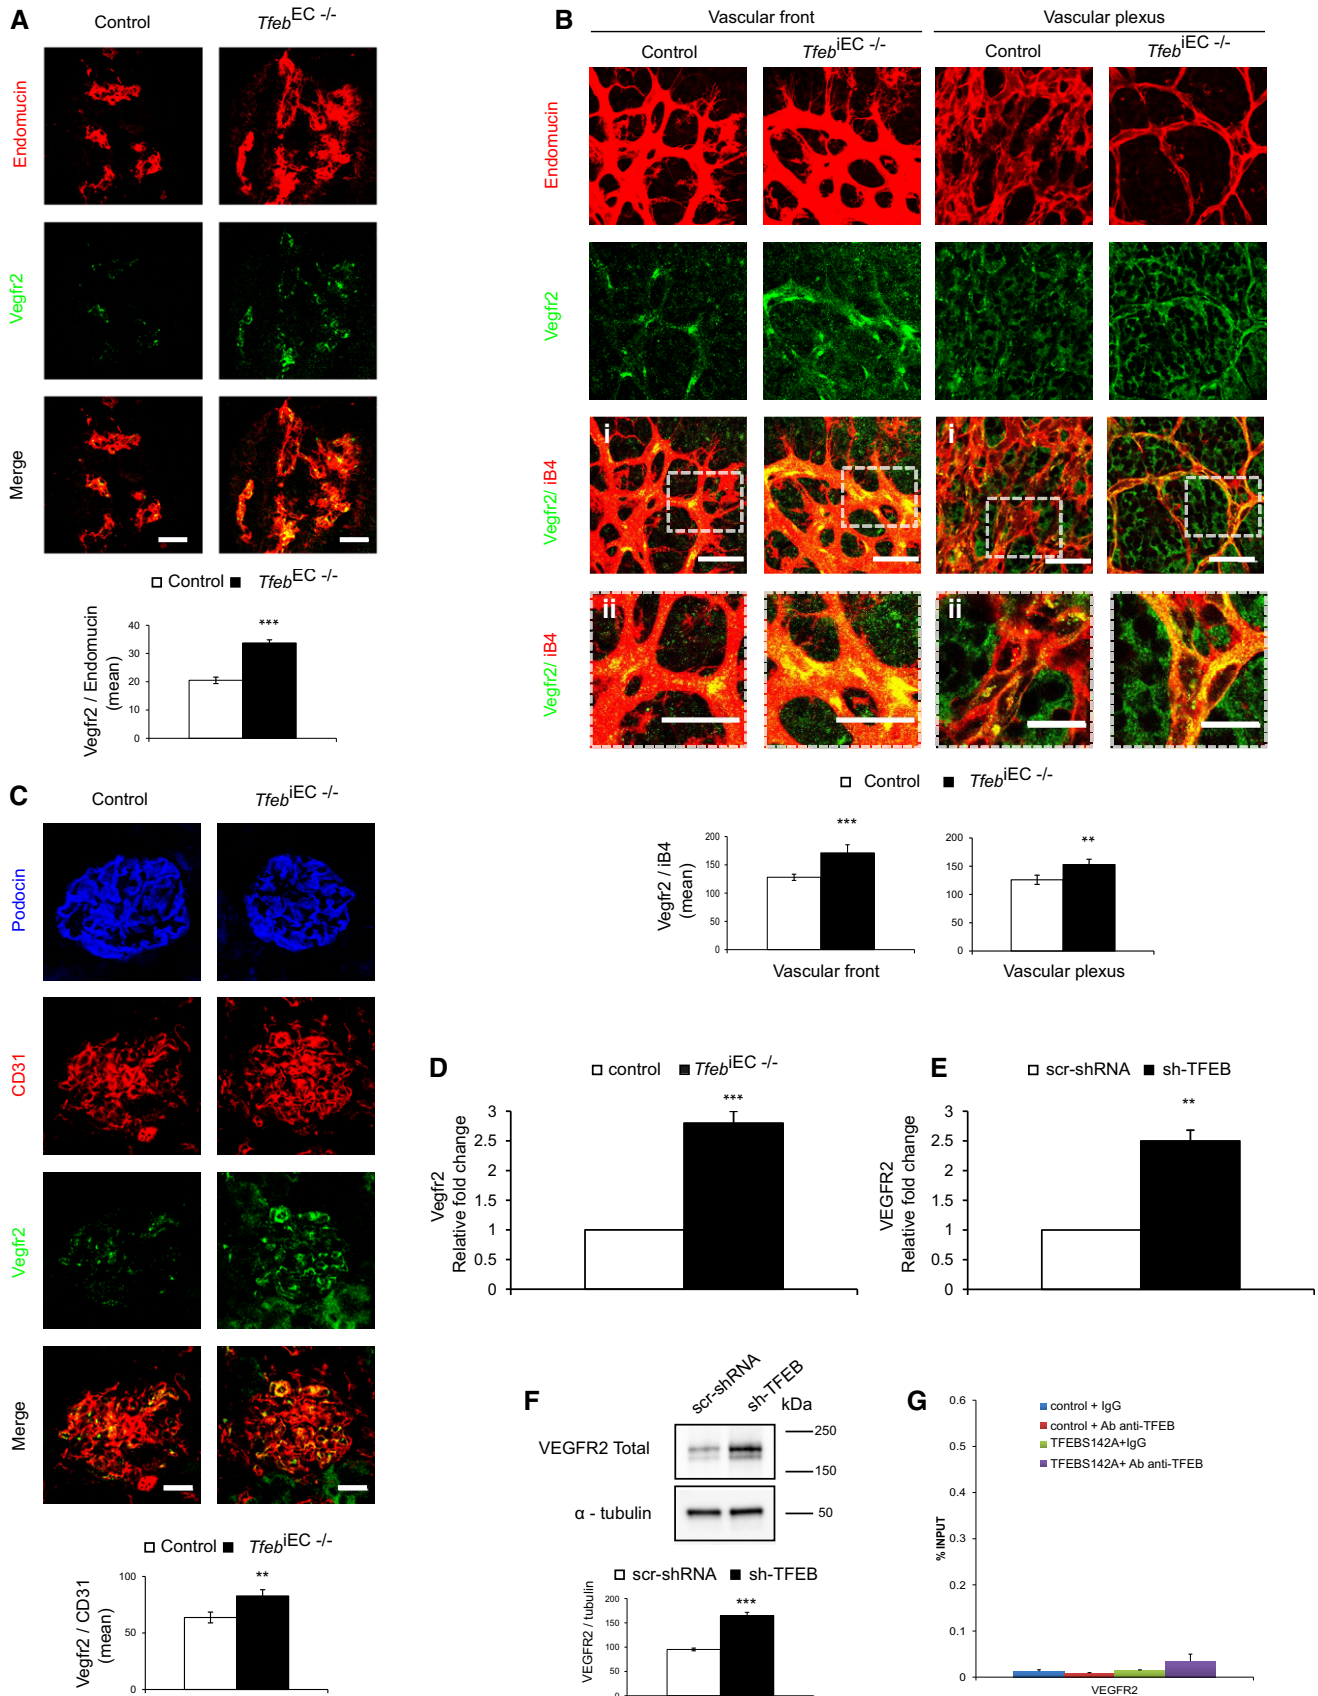 A
Control
Tfeb EC -/-
Endomucin
Vegfr2
Merge
Control
Tfeb EC -/-
Vegfr2 / Endomucin
(mean)
40
30
20
10
0
***
B
Vascular front
Vascular plexus
Control
Tfeb iEC -/-
Control
Tfeb iEC -/-
Endomucin
Vegfr2
Vegfr2/ iB4
i
i
Vegfr2/ iB4
ii
ii
Control
Tfeb iEC -/-
Vegfr2 / iB4
(mean)
200
150
100
50
0
***
Vascular front
200
150
100
50
0
**
Vascular plexus
C
Control
Tfeb iEC -/-
Podocin
CD31
Vegfr2
Merge
Control
Tfeb iEC -/-
Vegfr2 / CD31
(mean)
100
50
0
**
D
control
Tfeb iEC -/-
Vegfr2
Relative fold change
3
2.5
2
1.5
1
0.5
0
***
E
scr-shRNA
sh-TFEB
VEGFR2
Relative fold change
3
2.5
2
1.5
1
0.5
0
**
F
scr-shRNA
sh-TFEB
kDa
VEGFR2 Total
250
150
α - tubulin
50
scr-shRNA
sh-TFEB
VEGFR2 / tubulin
200
150
100
50
0
***
G
control + IgG
control + Ab anti-TFEB
TFEBS142A+IgG
TFEBS142A+ Ab anti-TFEB
% INPUT
0.6
0.5
0.4
0.3
0.2
0.1
0
VEGFR2